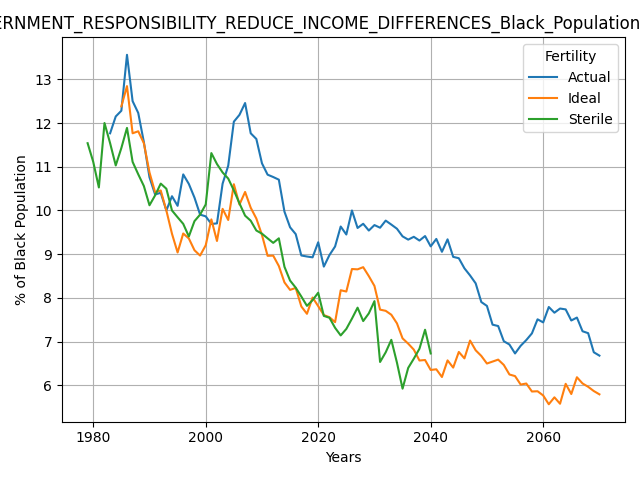 ERNMENT_RESPONSIBILITY_REDUCE_INCOME_DIFFERENCES_Black_Population
Fertility
Actual
Ideal
Sterile
% of Black Population
13
12
11
10
9
8
7
6
1980 2000 2020 2040 2060
Years